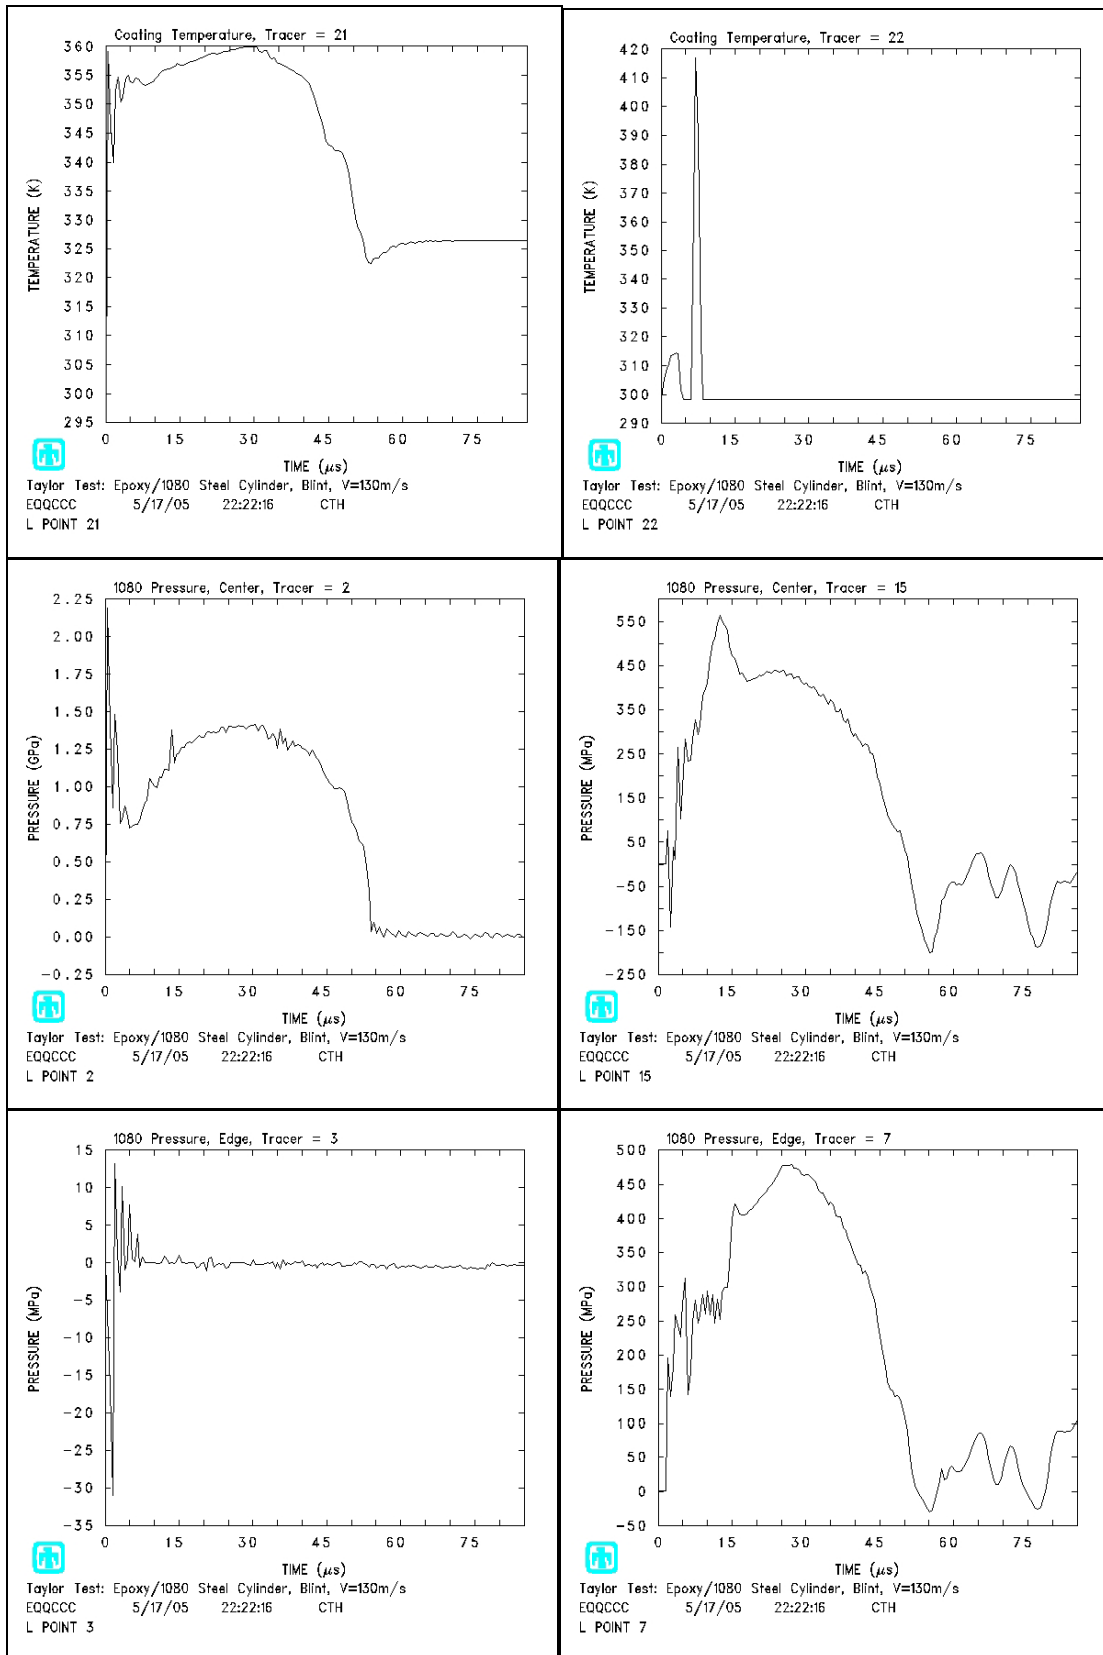 Coating Temperature, Tracer = 21
360
355
350
345
340
335
330
325
320
315
310
305
300
295
TEMPERATURE (K)
0 15 30 45 60 75
TIME (μs)
Taylor Test: Epoxy/1080 Steel Cylinder, Blint, V=130m/s
EQQCCC 5/17/05 22:22:16 CTH
L POINT 21
Coating Temperature, Tracer = 22
420
410
400
390
380
370
360
350
340
330
320
310
300
290
TEMPERATURE (K)
0 15 30 45 60 75
TIME (μs)
Taylor Test: Epoxy/1080 Steel Cylinder, Blint, V=130m/s
EQQCCC 5/17/05 22:22:16 CTH
L POINT 22
1080 Pressure, Center, Tracer = 2
2.25
2.00
1.75
1.50
1.25
1.00
0.75
0.50
0.25
0.00
-0.25
PRESSURE (GPa)
0 15 30 45 60 75
TIME (μs)
Taylor Test: Epoxy/1080 Steel Cylinder, Blint, V=130m/s
EQQCCC 5/17/05 22:22:16 CTH
L POINT 2
1080 Pressure, Center, Tracer = 15
550
450
350
250
150
50
-50
-150
-250
PRESSURE (MPa)
0 15 30 45 60 75
TIME (μs)
Taylor Test: Epoxy/1080 Steel Cylinder, Blint, V=130m/s
EQQCCC 5/17/05 22:22:16 CTH
L POINT 15
1080 Pressure, Edge, Tracer = 3
15
10
5
0
-5
-10
-15
-20
-25
-30
-35
PRESSURE (MPa)
0 15 30 45 60 75
TIME (μs)
Taylor Test: Epoxy/1080 Steel Cylinder, Blint, V=130m/s
EQQCCC 5/17/05 22:22:16 CTH
L POINT 3
1080 Pressure, Edge, Tracer = 7
500
450
400
350
300
250
200
150
100
50
0
-50
PRESSURE (MPa)
0 15 30 45 60 75
TIME (μs)
Taylor Test: Epoxy/1080 Steel Cylinder, Blint, V=130m/s
EQQCCC 5/17/05 22:22:16 CTH
L POINT 7